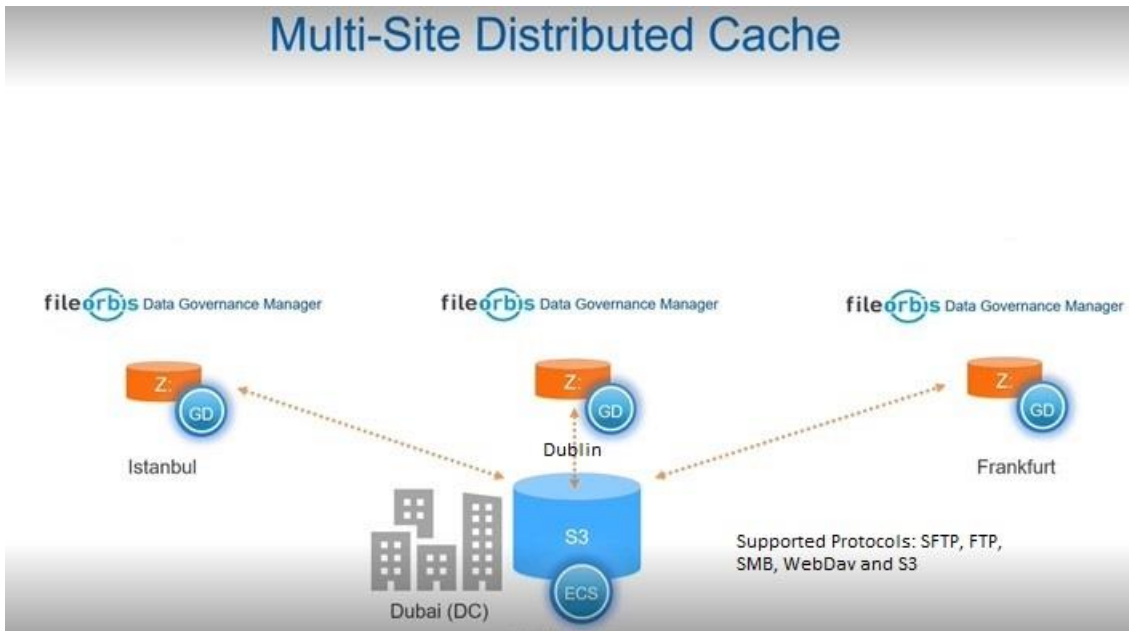 Multi-Site Distributed Cache
fileorbis Data Governance Manager
fileorbis Data Governance Manager
fileorbis Data Governance Manager
Z:
GD
Istanbul
Z:
GD
Dublin
Z:
GD
Frankfurt
S3
ECS
Dubai (DC)
Supported Protocols: SFTP, FTP,
SMB, WebDav and S3